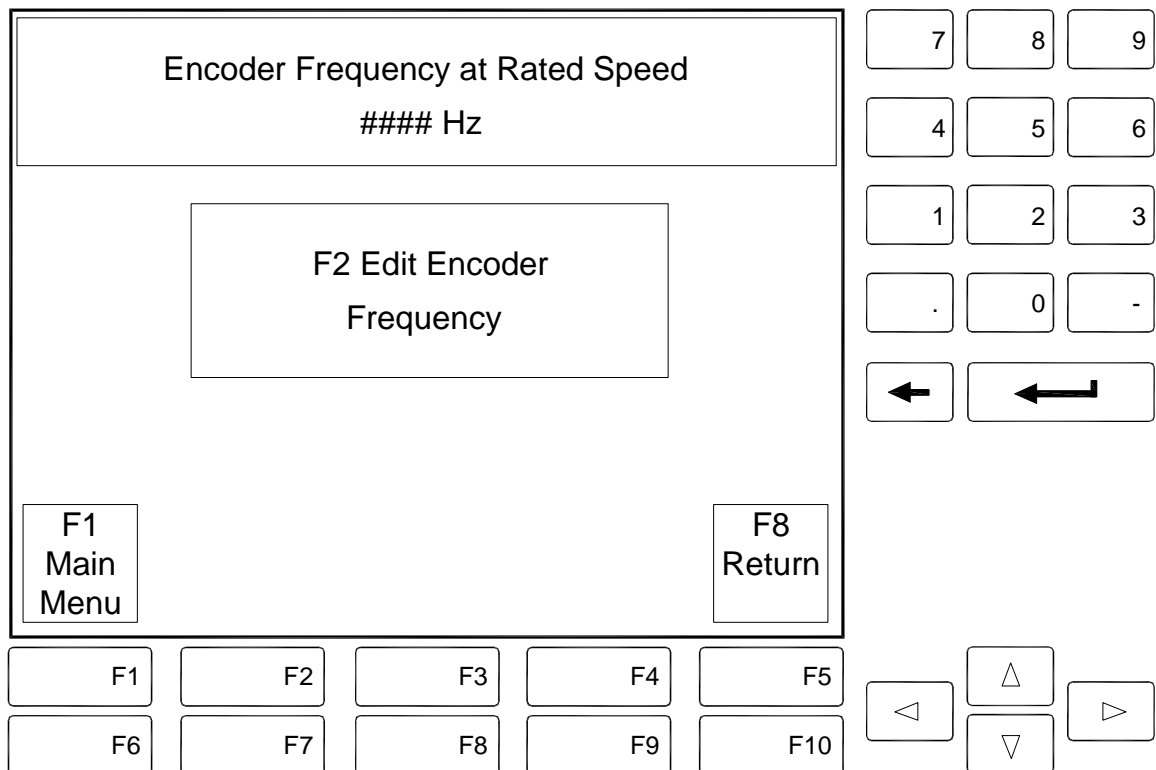 Encoder Frequency at Rated Speed
#### Hz
F2 Edit Encoder
Frequency
F1
Main
Menu
F8
Return
F1
F2
F3
F4
F5
F6
F7
F8
F9
F10
7
8
9
4
5
6
1
2
3
.
0
-